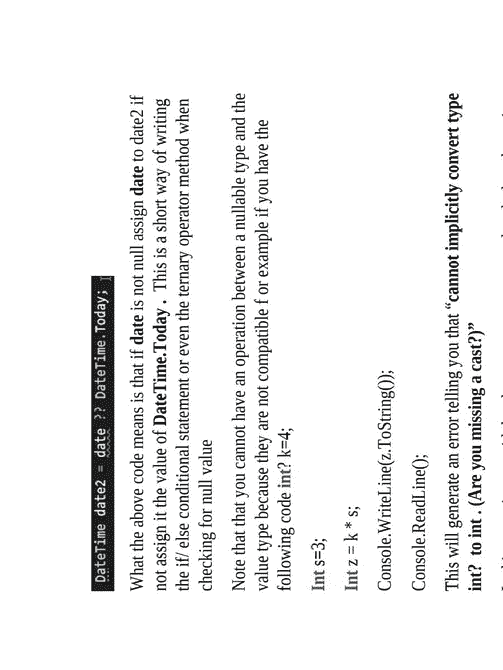 DateTime date2 = date ?? DateTime.Today;
What the above code means is that if date is not null assign date to date2 if
not assign it the value of DateTime.Today . This is a short way of writing
the if/ else conditional statement or even the ternary operator method when
checking for null value
Note that that you cannot have an operation between a nullable type and the
value type because they are not compatible f or example if you have the
following code int? k=4;
Int s=3;
Int z = k * s;
Console.WriteLine(z.ToString());
Console.ReadLine();
This will generate an error telling you that “cannot implicitly convert type
int? to int . (Are you missing a cast?)”